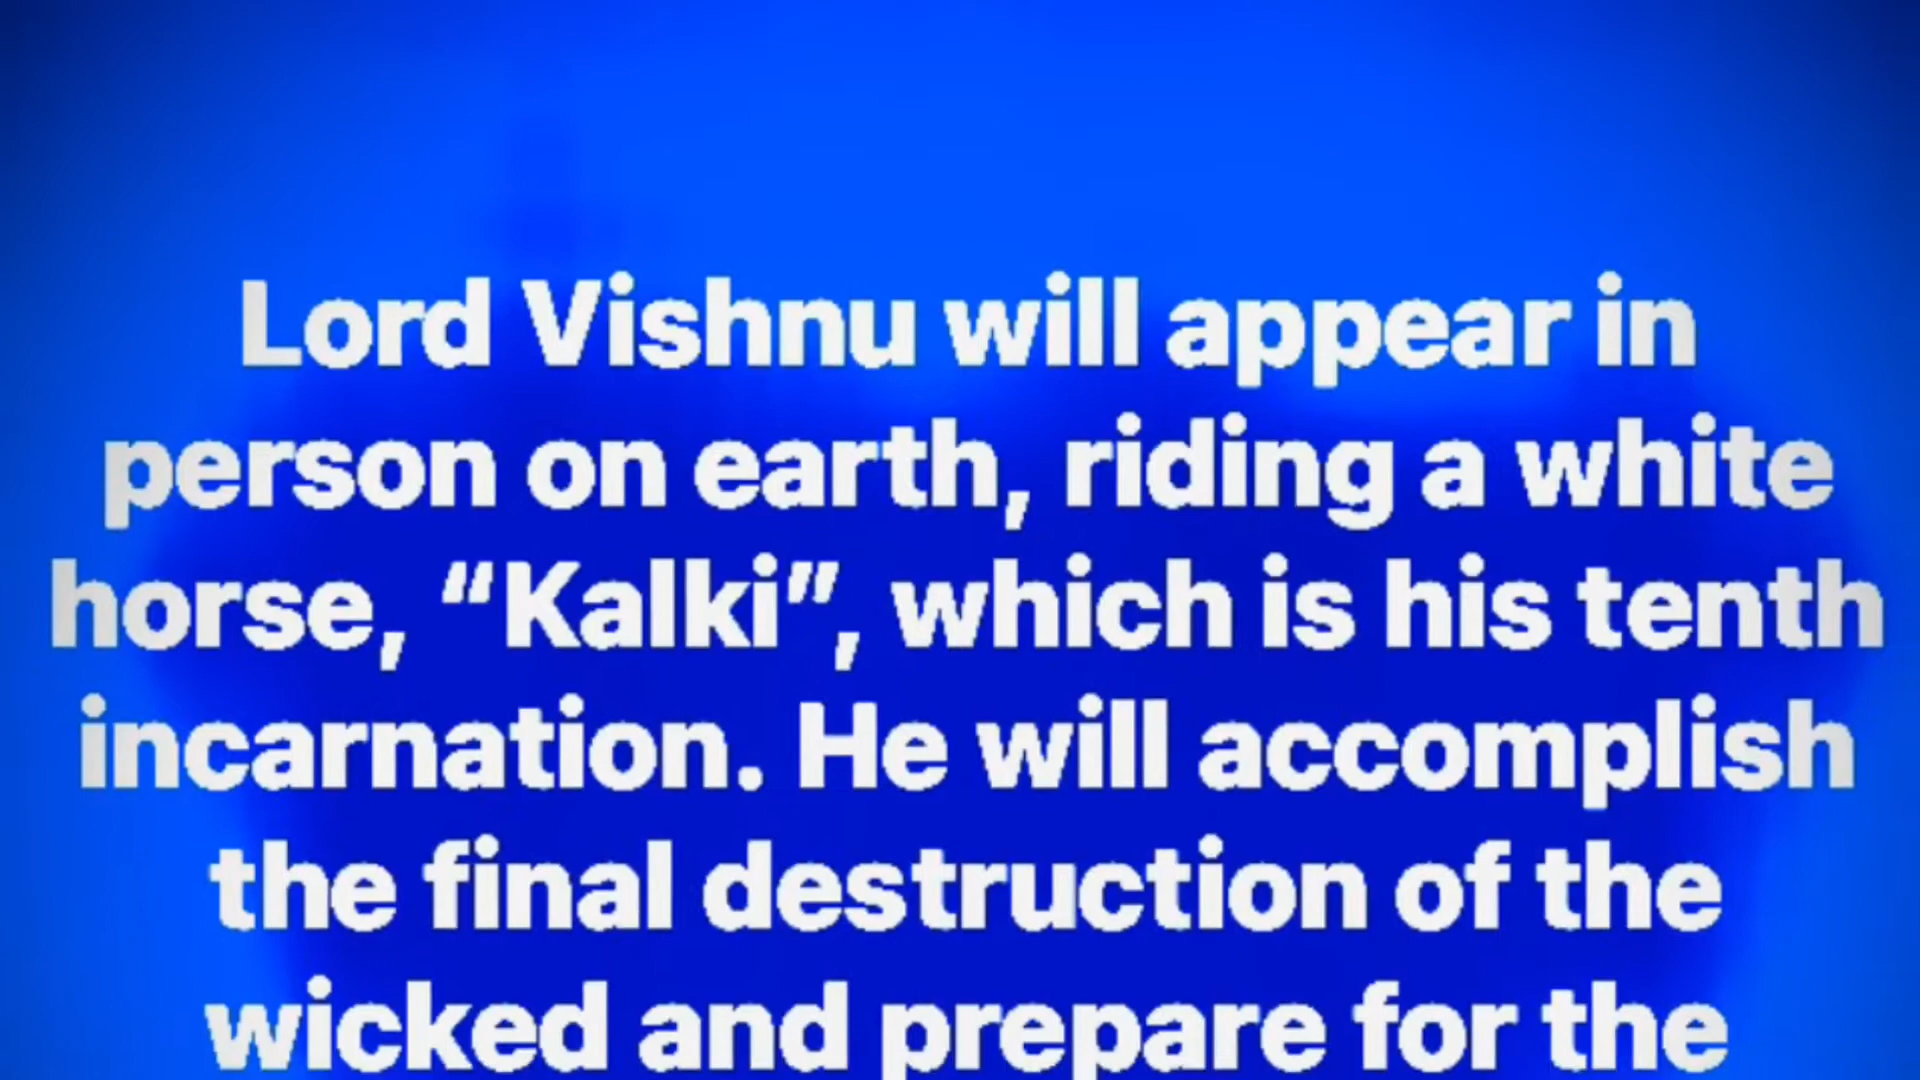 Lord Vishnu will appear in
person on earth, riding a white
horse, “Kalki”, which is his tenth
incarnation. He will accomplish
the final destruction of the
wicked and prepare for the